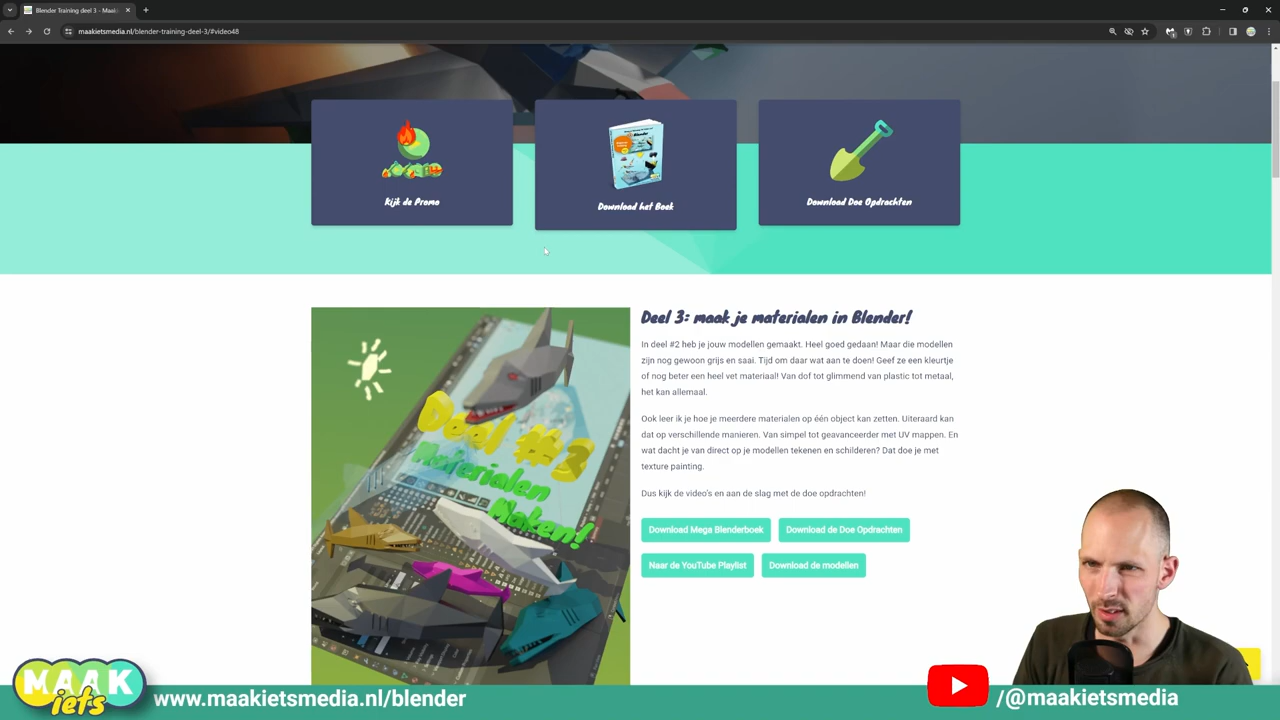 Blender Training deel 3 - Maaki
maakietsmedia.nl/blender-training-deel-3/#video48
Kijk de Promo
Blender
Download het Boek
Download Doe Opdrachten
Deel #2
Materialen
Maken!
Deel 3: maak je materialen in Blender!
In deel #2 heb je jouw modellen gemaakt. Heel goed gedaan! Maar die modellen
zijn nog gewoon grijs en saai. Tijd om daar wat aan te doen! Geef ze een kleurtje
of nog beter een heel vet materiaal! Van dof tot glimmend van plastic tot metaal,
het kan allemaal.
Ook leer ik je hoe je meerdere materialen op één object kan zetten. Uiteraard kan
dat op verschillende manieren. Van simpel tot geavanceerder met UV mappen. En
wat dacht je van direct op je modellen tekenen en schilderen? Dat doe je met
texture painting.
Dus kijk de video's en aan de slag met de doe opdrachten!
Download Mega Blenderboek
Download de Doe Opdrachten
Naar de YouTube Playlist
Download de modellen
MAAK
iets
www.maakietsmedia.nl/blender
/@maakietsmedia